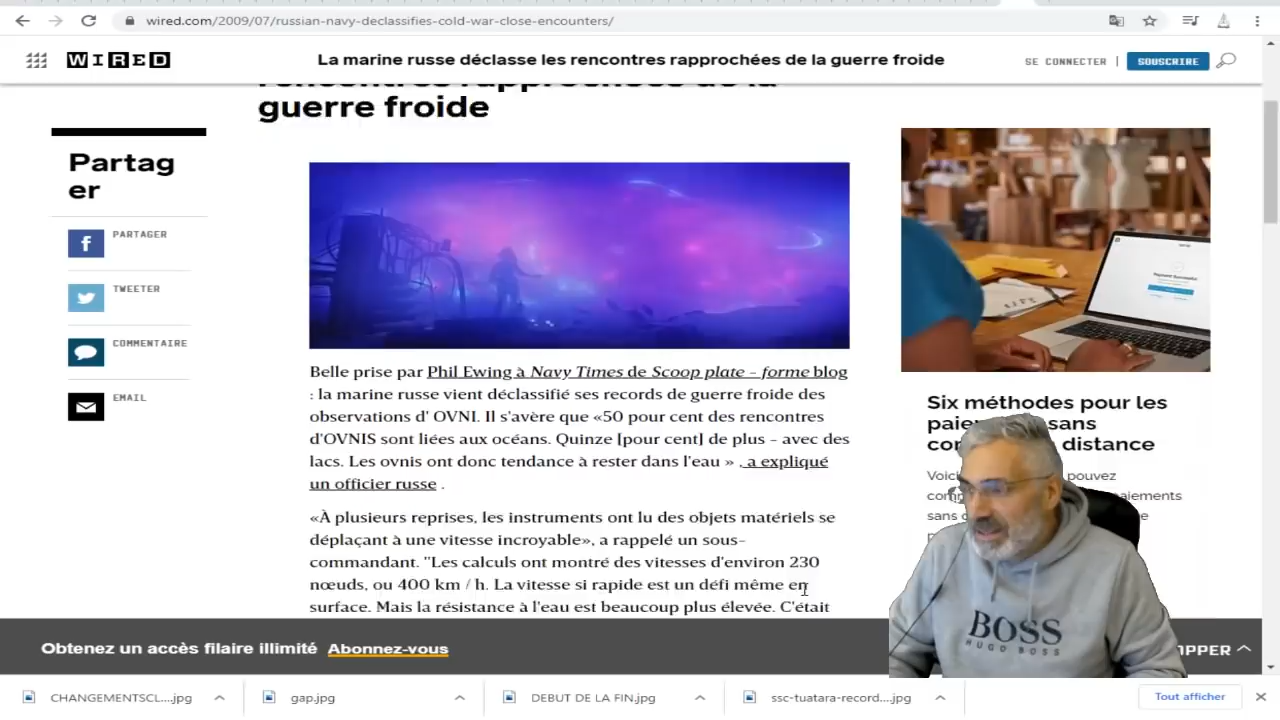 wired.com/2009/07/russian-navy-declassifies-cold-war-close-encounters/
WIRED
La marine russe déclasse les rencontres rapprochées de la guerre froide
SE CONNECTER | SOUSCRIRE
rencontres rapprochées de la
guerre froide
Partag
er
PARTAGER
TWEETER
COMMENTAIRE
EMAIL
Belle prise par Phil Ewing à Navy Times de Scoop plate – forme blog
: la marine russe vient déclassifié ses records de guerre froide des
observations d' OVNI. Il s'avère que «50 pour cent des rencontres
d'OVNIS sont liées aux océans. Quinze [pour cent] de plus – avec des
lacs. Les ovnis ont donc tendance à rester dans l'eau » , a expliqué
un officier russe .
«À plusieurs reprises, les instruments ont lu des objets matériels se
déplaçant à une vitesse incroyable», a rappelé un sous-
commandant. "Les calculs ont montré des vitesses d'environ 230
nœuds, ou 400 km / h. La vitesse si rapide est un défi même en
surface. Mais la résistance à l'eau est beaucoup plus élevée. C'était
Six méthodes pour les
sans
distance
pouvez
paiements
sans
BOSS
HUGO BOSS
Obtenez un accès filaire illimité Abonnez-vous
CHANGEMENTSCL....jpg
gap.jpg
DEBUT DE LA FIN.jpg
ssc-tuatara-record....jpg
Tout afficher